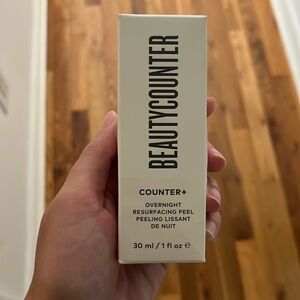 BEAUTYCOUNTER
COUNTER+
OVERNIGHT
RESURFACING PEEL
PEELING LISSANT
DE NUIT
30 ml / 1 fl oz ℮